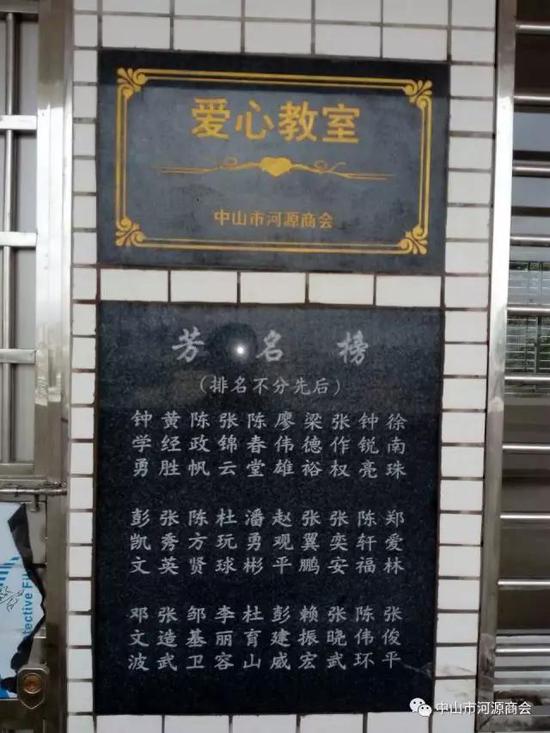 爱心教室
中山市河源商会
芳名榜
(排名不分先后)
钟黄陈张陈廖梁张钟徐
学经政锦春伟德作锐南
勇胜帆云堂雄裕权亮珠
彭张陈杜潘赵张张陈郑
凯秀方玩勇观翼奕轩爱
文英贤球彬平鹏安福林
邓张邹李杜彭赖张陈张
文造基丽育建振晓伟俊
波武卫容山威宏武环平
ective Fil
中山市河源商会